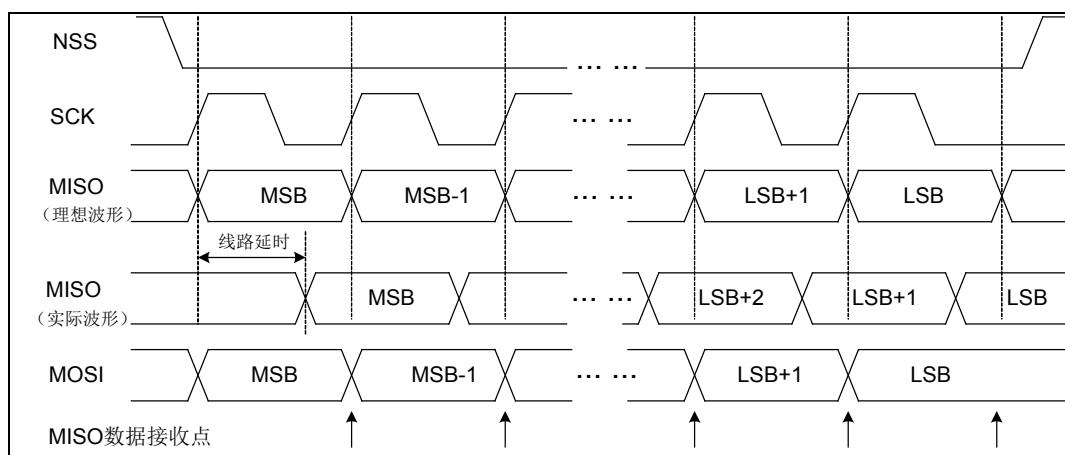 NSS
... ...
SCK
... ...
MISO
(理想波形)
MSB
MSB-1
... ...
LSB+1
LSB
线路延时
MISO
(实际波形)
MSB
... ...
LSB+2
LSB+1
LSB
MOSI
MSB
MSB-1
... ...
LSB+1
LSB
MISO数据接收点